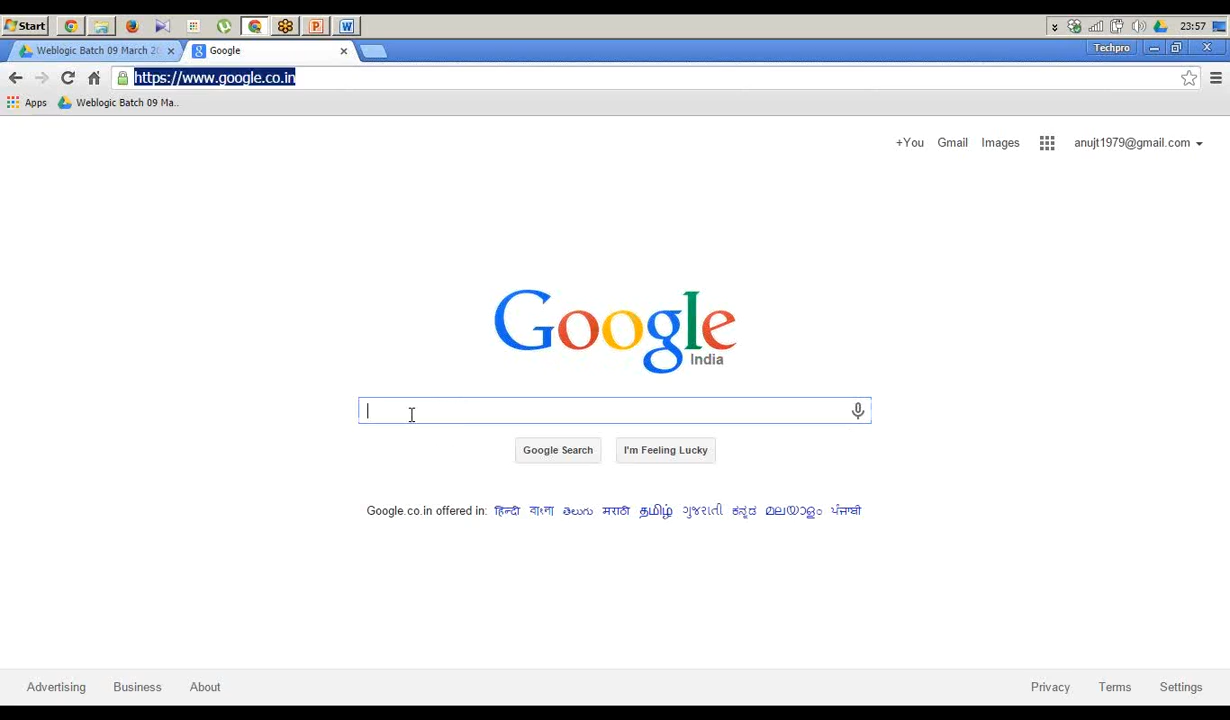 Start
23:57
Weblogic Batch 09 March 20
Google
Techpro
https://www.google.co.in
Apps
Weblogic Batch 09 Ma..
+You
Gmail
Images
anujt1979@gmail.com
Google
India
Google Search
I'm Feeling Lucky
Google.co.in offered in: हिन्दी বাংলা తెలుగు मराठी தமிழ் ગુજરાતી ಕನ್ನಡ മലയാളം ਪੰਜਾਬੀ
Advertising
Business
About
Privacy
Terms
Settings